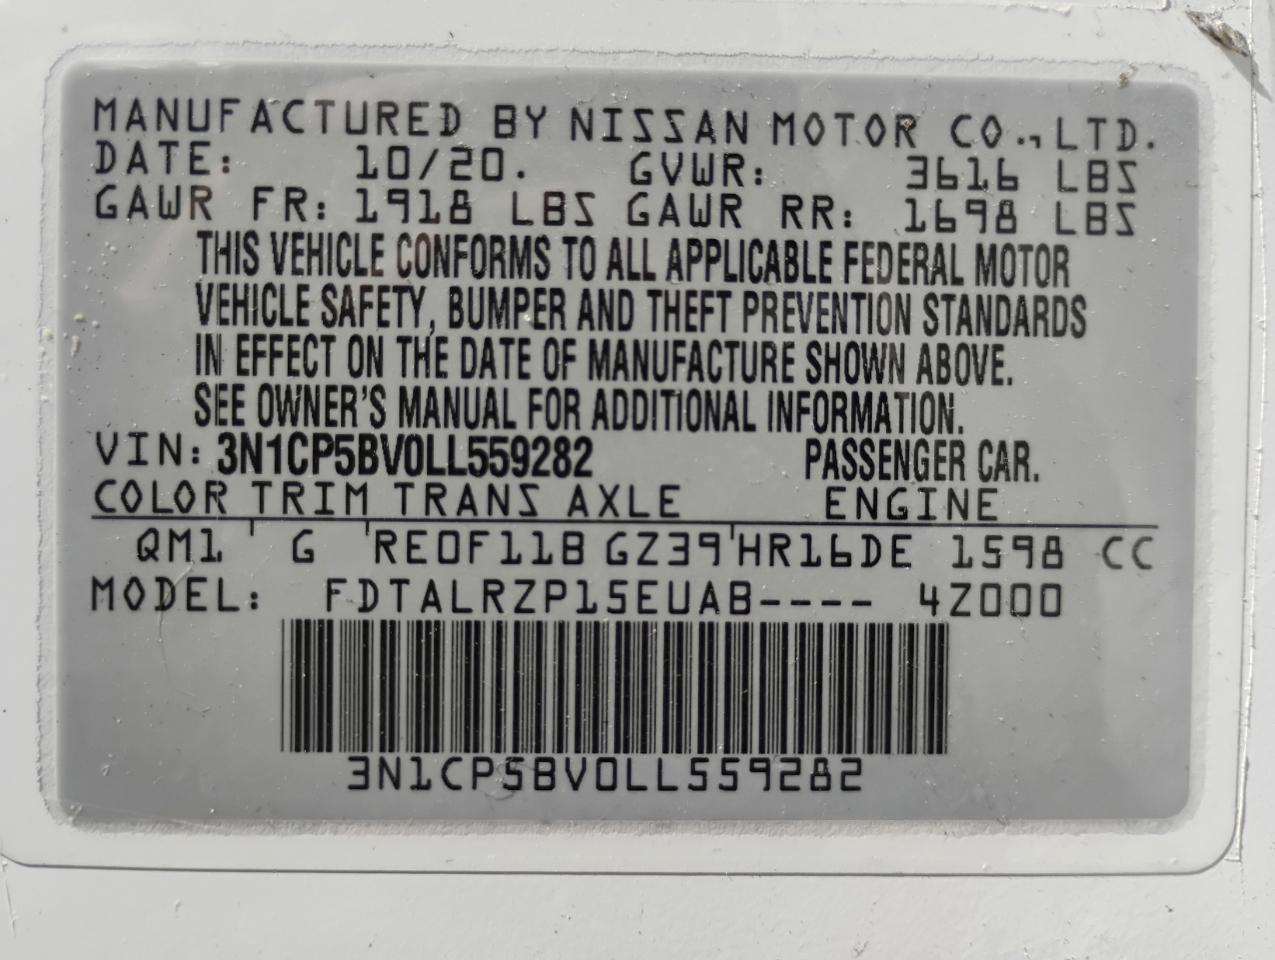 MANUFACTURED BY NISSAN MOTOR CO., LTD.
DATE: 10/20. GVWR: 3616 LBS
GAWR FR: 1918 LBS GAWR RR: 1698 LBS
THIS VEHICLE CONFORMS TO ALL APPLICABLE FEDERAL MOTOR
VEHICLE SAFETY, BUMPER AND THEFT PREVENTION STANDARDS
IN EFFECT ON THE DATE OF MANUFACTURE SHOWN ABOVE.
SEE OWNER'S MANUAL FOR ADDITIONAL INFORMATION.
VIN: 3N1CP5BV0LL559282 PASSENGER CAR.
COLOR TRIM TRANS AXLE ENGINE
QM1 G RE0F11B GZ39 HR16DE 1598 CC
MODEL: FDTALRZP15EUAB---- 4Z000
3N1CP5BV0LL559282